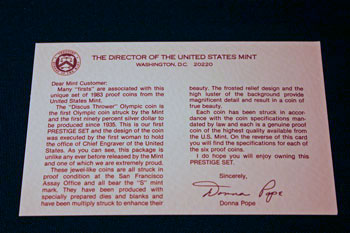 THE DIRECTOR OF THE UNITED STATES MINT
WASHINGTON, D.C. 20220
Dear Mint Customer:
Many "firsts" are associated with this
unique set of 1983 proof coins from the
United States Mint.
The "Discus Thrower" Olympic coin is
the first Olympic coin struck by the Mint
and the first ninety percent silver dollar to
be produced since 1935. This is our first
PRESTIGE SET and the design of the coin
was executed by the first woman to hold
the office of Chief Engraver of the United
States. As you can see, this package is
unlike any ever before released by the Mint
and one of which we are extremely proud.
These jewel-like coins are all struck in
proof condition at the San Francisco
Assay Office and all bear the "S" mint
mark. They have been produced with
specially prepared dies and blanks and
have been multiply struck to enhance their
beauty. The frosted relief design and the
high luster of the background provide
magnificent detail and result in a coin of
true beauty.
Each coin has been struck in accor-
dance with the coin specifications man-
dated by law and each is a genuine proof
coin of the highest quality available from
the U.S. Mint. On the reverse of this card
you will find the specifications for each of
the six proof coins.
I do hope you will enjoy owning this
PRESTIGE SET.
Sincerely,
Donna Pope
Donna Pope